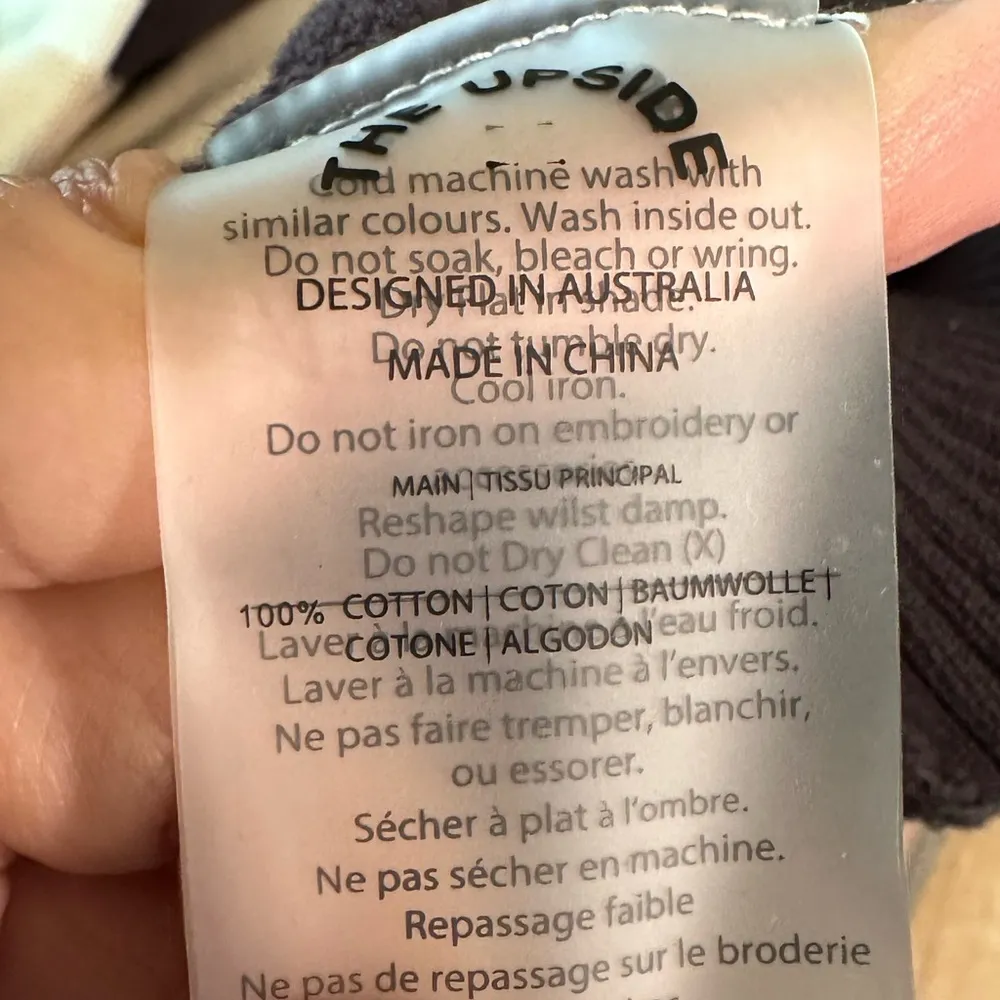 THE UPSIDE
Cold machine wash with
similar colours. Wash inside out.
Do not soak, bleach or wring.
DESIGNED IN AUSTRALIA
Dry flat in shade.
Do not tumble dry.
MADE IN CHINA
Cool iron.
Do not iron on embroidery or
MAIN | TISSU PRINCIPAL
Reshape wilst damp.
Do not Dry Clean (X)
100% COTTON | COTON | BAUMWOLLE |
Laver à la machine à l'eau froid.
COTONE | ALGODÓN
Laver à la machine à l'envers.
Ne pas faire tremper, blanchir,
ou essorer.
Sécher à plat à l'ombre.
Ne pas sécher en machine.
Repassage faible
Ne pas de repassage sur le broderie